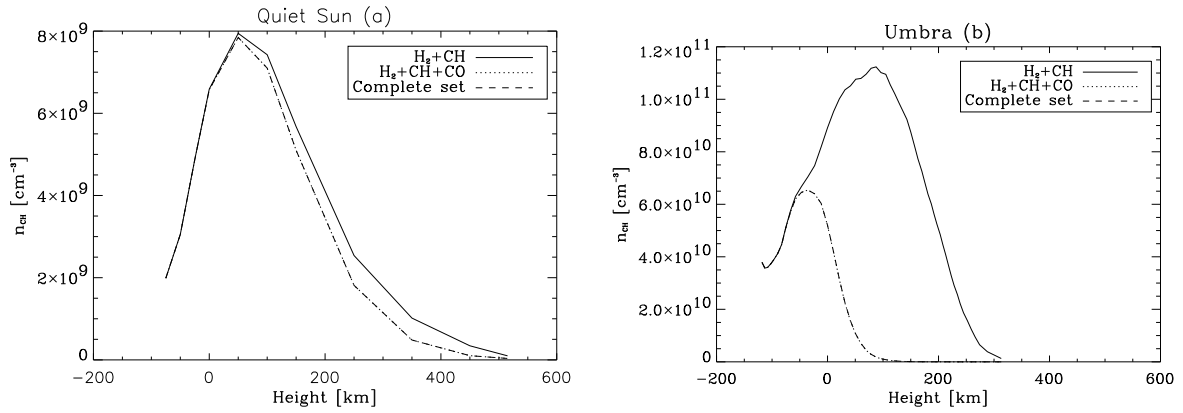 Quiet Sun (a)
8×10⁹
6×10⁹
4×10⁹
2×10⁹
0
n_CH [cm⁻³]
H₂+CH
H₂+CH+CO
Complete set
−200
0
200
400
600
Height [km]
Umbra (b)
1.2×10¹¹
1.0×10¹¹
8.0×10¹⁰
6.0×10¹⁰
4.0×10¹⁰
2.0×10¹⁰
0
n_CH [cm⁻³]
H₂+CH
H₂+CH+CO
Complete set
−200
0
200
400
600
Height [km]